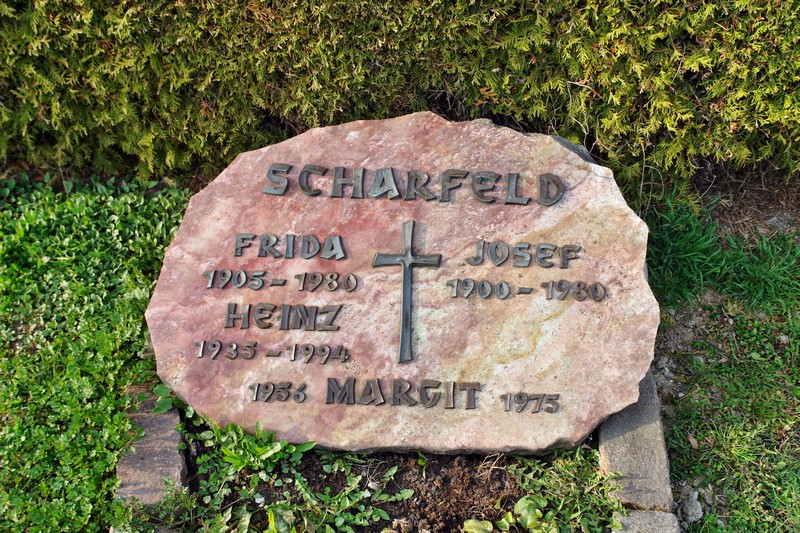 SCHARFELD
FRIDA
1905 - 1980
JOSEF
1900 - 1980
HEINZ
1935 - 1994
1956 MARGIT 1975